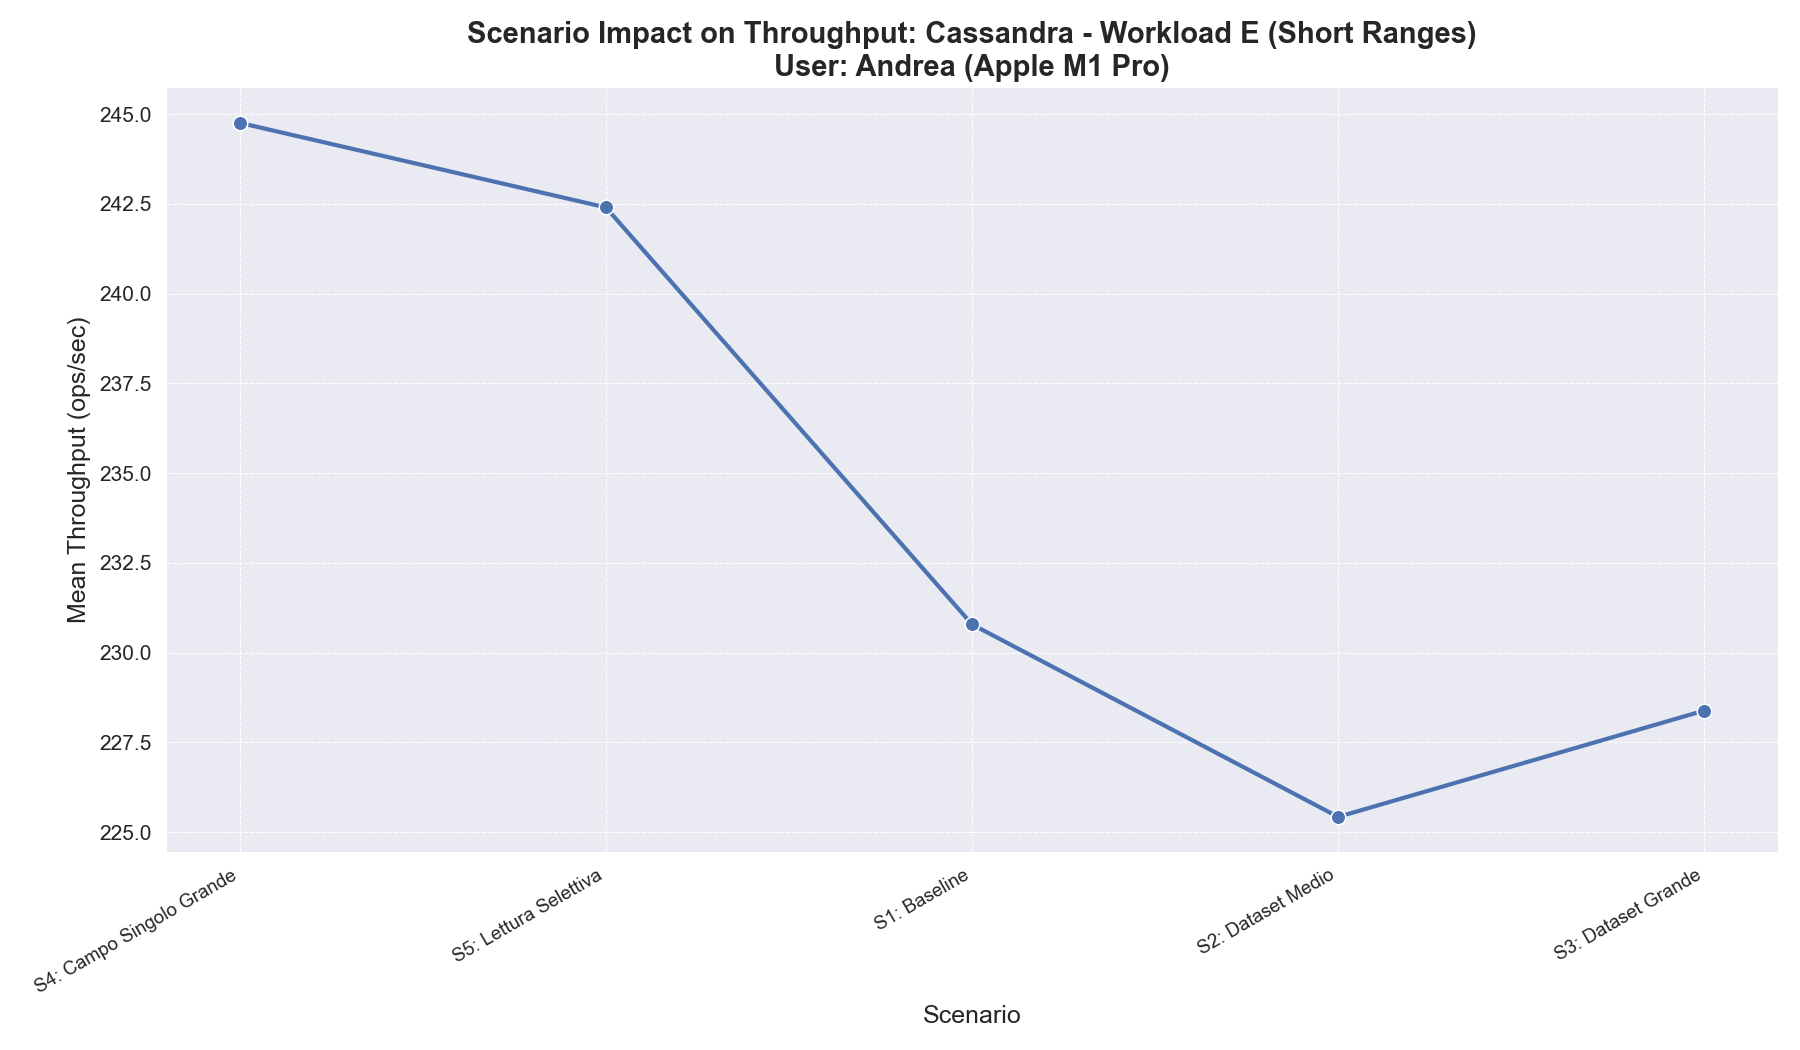 Scenario Impact on Throughput: Cassandra - Workload E (Short Ranges)
User: Andrea (Apple M1 Pro)
Mean Throughput (ops/sec)
245.0
242.5
240.0
237.5
235.0
232.5
230.0
227.5
225.0
S4: Campo Singolo Grande
S5: Lettura Selettiva
S1: Baseline
S2: Dataset Medio
S3: Dataset Grande
Scenario